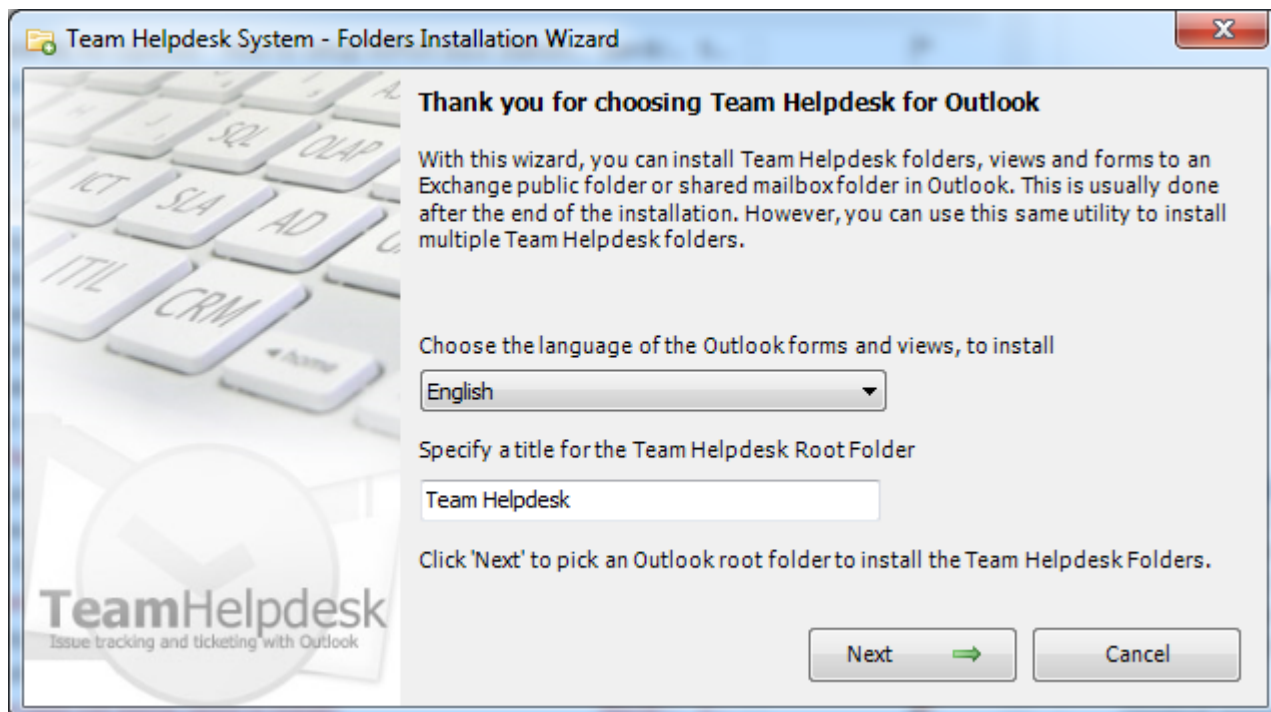 Team Helpdesk System - Folders Installation Wizard
Thank you for choosing Team Helpdesk for Outlook
With this wizard, you can install Team Helpdesk folders, views and forms to an
Exchange public folder or shared mailbox folder in Outlook. This is usually done
after the end of the installation. However, you can use this same utility to install
multiple Team Helpdesk folders.
SQL
OLAP
ICT
SLA
AD
ITIL
CRM
home
Choose the language of the Outlook forms and views, to install
English
Specify a title for the Team Helpdesk Root Folder
Team Helpdesk
Click 'Next' to pick an Outlook root folder to install the Team Helpdesk Folders.
TeamHelpdesk
Issue tracking and ticketing with Outlook
Next
Cancel